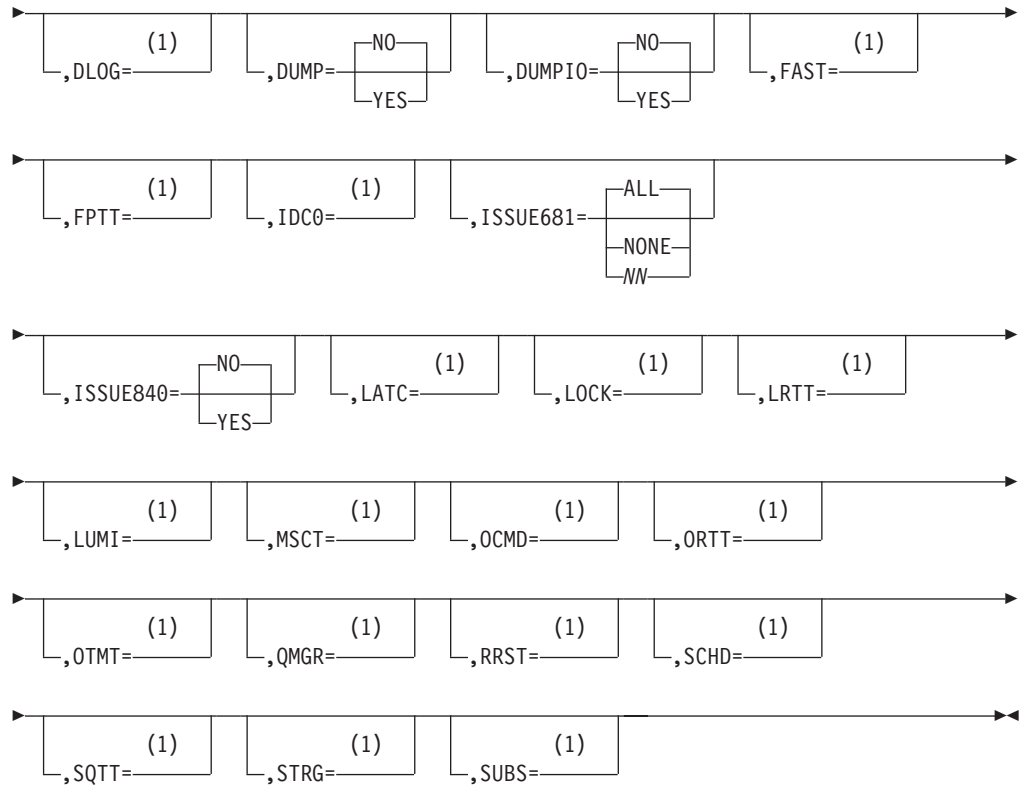 NO NO
(1) (1)
,DLOG= ,DUMP= ,DUMPIO= ,FAST=
YES YES
(1) (1) ALL
,FPTT= ,IDC0= ,ISSUE681=
NONE
NN
NO (1) (1) (1)
,ISSUE840= ,LATC= ,LOCK= ,LRTT=
YES
(1) (1) (1) (1)
,LUMI= ,MSCT= ,OCMD= ,ORTT=
(1) (1) (1) (1)
,OTMT= ,QMGR= ,RRST= ,SCHD=
(1) (1) (1)
,SQTT= ,STRG= ,SUBS=